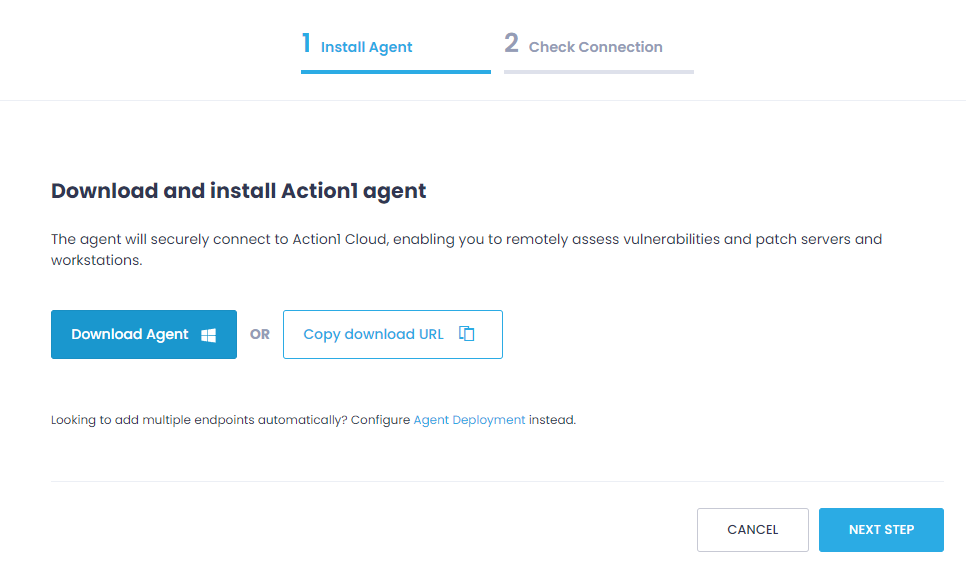 1 Install Agent
2 Check Connection
Download and install Action1 agent
The agent will securely connect to Action1 Cloud, enabling you to remotely assess vulnerabilities and patch servers and
workstations.
Download Agent OR Copy download URL
Looking to add multiple endpoints automatically? Configure Agent Deployment instead.
CANCEL NEXT STEP